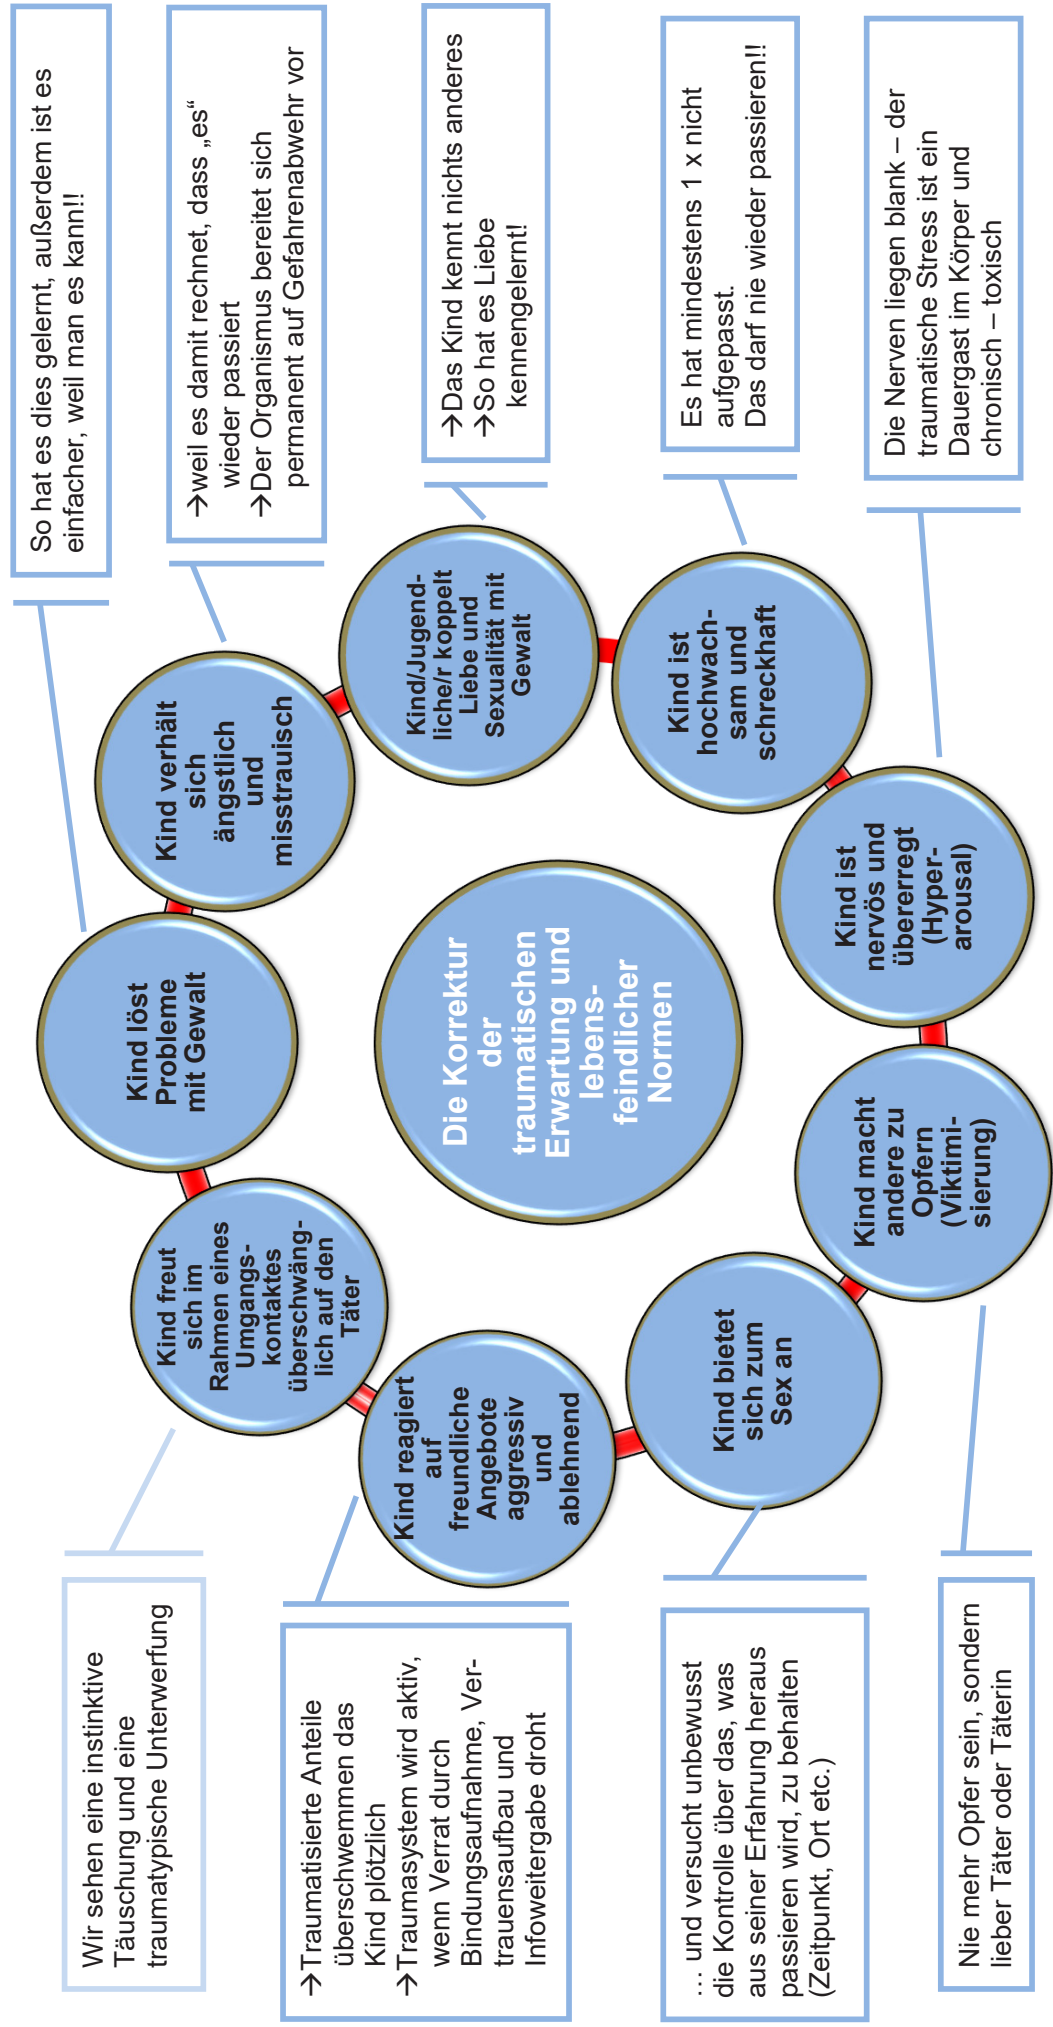 So hat es dies gelernt, außerdem ist es
einfacher, weil man es kann!!
→weil es damit rechnet, dass „es“
wieder passiert
→Der Organismus bereitet sich
permanent auf Gefahrenabwehr vor
→Das Kind kennt nichts anderes
→So hat es Liebe
kennengelernt!
Es hat mindestens 1 x nicht
aufgepasst.
Das darf nie wieder passieren!!
Die Nerven liegen blank – der
traumatische Stress ist ein
Dauergast im Körper und
chronisch – toxisch
Kind löst
Probleme
mit Gewalt
Kind verhält
sich
ängstlich
und
misstrauisch
Kind/Jugend-
liche/r koppelt
Liebe und
Sexualität mit
Gewalt
Kind ist
hochwach-
sam und
schreckhaft
Kind ist
nervös und
übererregt
(Hyper-
arousal)
Kind macht
andere zu
Opfern
(Viktimi-
sierung)
Kind bietet
sich zum
Sex an
Kind reagiert
auf
freundliche
Angebote
aggressiv
und
ablehnend
Kind freut
sich im
Rahmen eines
Umgangs-
kontaktes
überschwäng-
lich auf den
Täter
Die Korrektur
der
traumatischen
Erwartung und
lebens-
feindlicher
Normen
Wir sehen eine instinktive
Täuschung und eine
traumatypische Unterwerfung
→Traumatisierte Anteile
überschwemmen das
Kind plötzlich
→Traumasystem wird aktiv,
wenn Verrat durch
Bindungsaufnahme, Ver-
trauensaufbau und
Infoweitergabe droht
… und versucht unbewusst
die Kontrolle über das, was
aus seiner Erfahrung heraus
passieren wird, zu behalten
(Zeitpunkt, Ort etc.)
Nie mehr Opfer sein, sondern
lieber Täter oder Täterin